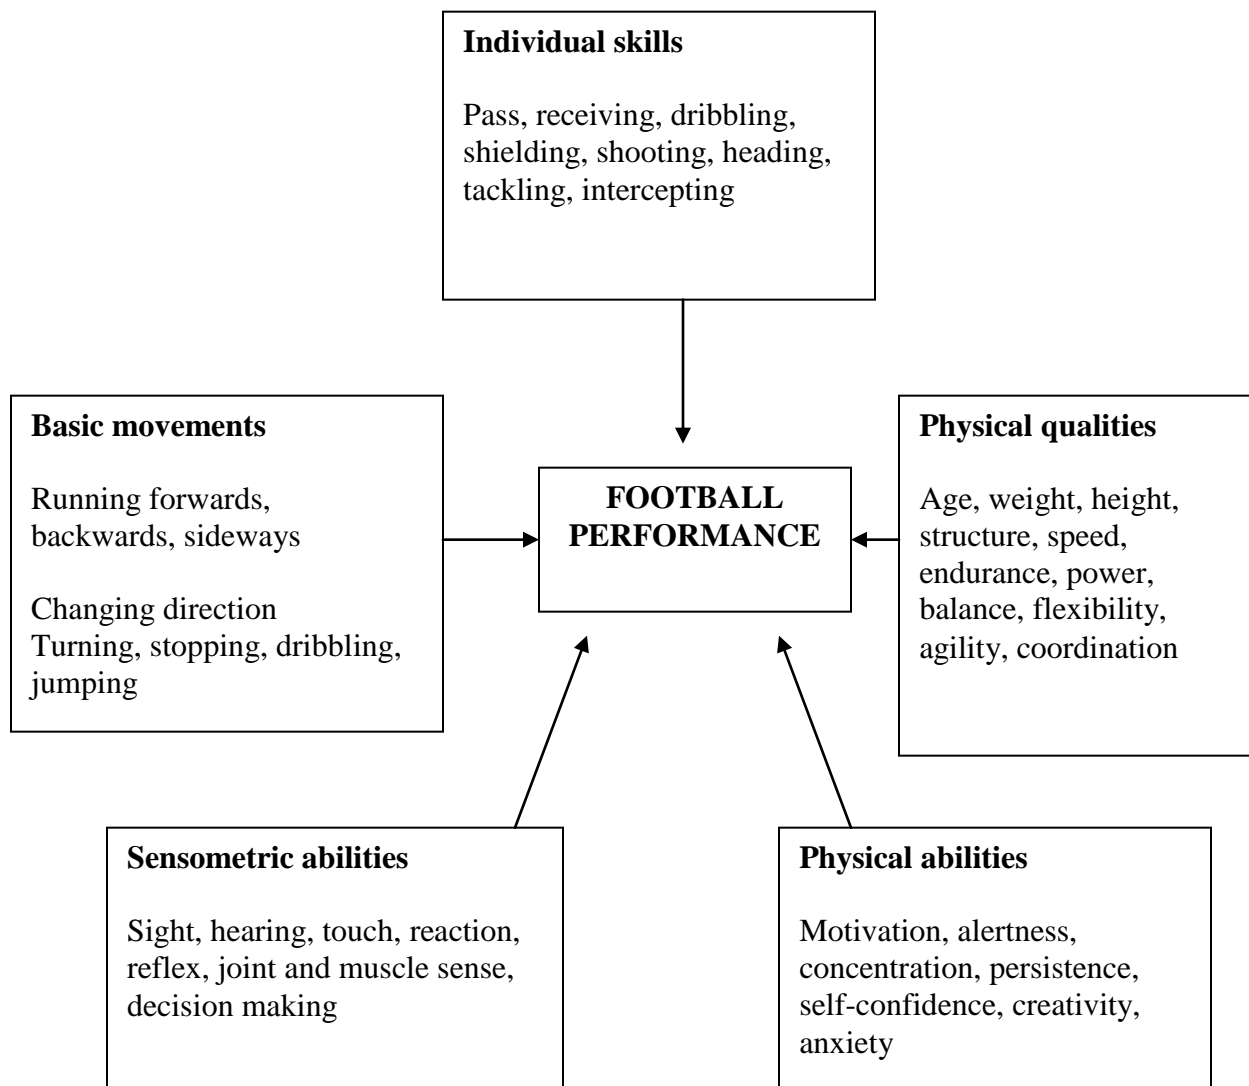 Individual skills
Pass, receiving, dribbling,
shielding, shooting, heading,
tackling, intercepting
Basic movements
Running forwards,
backwards, sideways
Changing direction
Turning, stopping, dribbling,
jumping
FOOTBALL
PERFORMANCE
Physical qualities
Age, weight, height,
structure, speed,
endurance, power,
balance, flexibility,
agility, coordination
Sensometric abilities
Sight, hearing, touch, reaction,
reflex, joint and muscle sense,
decision making
Physical abilities
Motivation, alertness,
concentration, persistence,
self-confidence, creativity,
anxiety